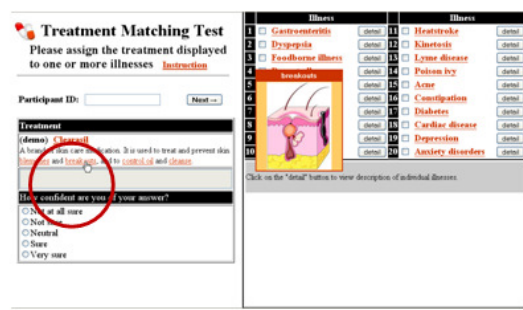 Treatment Matching Test
Please assign the treatment displayed
to one or more illnesses Instruction
Participant ID:
Next→
Treatment
(demo) Clearasil
A brand of skin care medication. It is used to treat and prevent skin
blemishes and breakouts, and to control oil and cleanse.
How confident are you of your answer?
Not at all sure
Not sure
Neutral
Sure
Very sure
Illness
1 Gastroenteritis detail
2 Dyspepsia detail
3 Foodborne illness detail
4 detail
breakouts
5 detail
6 detail
7 detail
8 detail
9 detail
10 detail
Illness
11 Heatstroke detail
12 Kinetosis detail
13 Lyme disease detail
14 Poison ivy detail
15 Acne detail
16 Constipation detail
17 Diabetes detail
18 Cardiac disease detail
19 Depression detail
20 Anxiety disorders detail
Click on the "detail" button to view description of individual illnesses